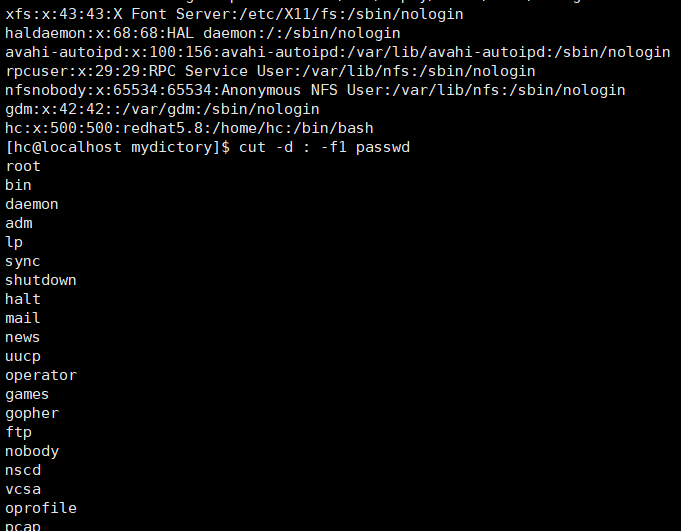 xfs:x:43:43:X Font Server:/etc/X11/fs:/sbin/nologin
haldaemon:x:68:68:HAL daemon:/:/sbin/nologin
avahi-autoipd:x:100:156:avahi-autoipd:/var/lib/avahi-autoipd:/sbin/nologin
rpcuser:x:29:29:RPC Service User:/var/lib/nfs:/sbin/nologin
nfsnobody:x:65534:65534:Anonymous NFS User:/var/lib/nfs:/sbin/nologin
gdm:x:42:42::/var/gdm:/sbin/nologin
hc:x:500:500:redhat5.8:/home/hc:/bin/bash
[hc@localhost mydictory]$ cut -d : -f1 passwd
root
bin
daemon
adm
lp
sync
shutdown
halt
mail
news
uucp
operator
games
gopher
ftp
nobody
nscd
vcsa
oprofile
pcap